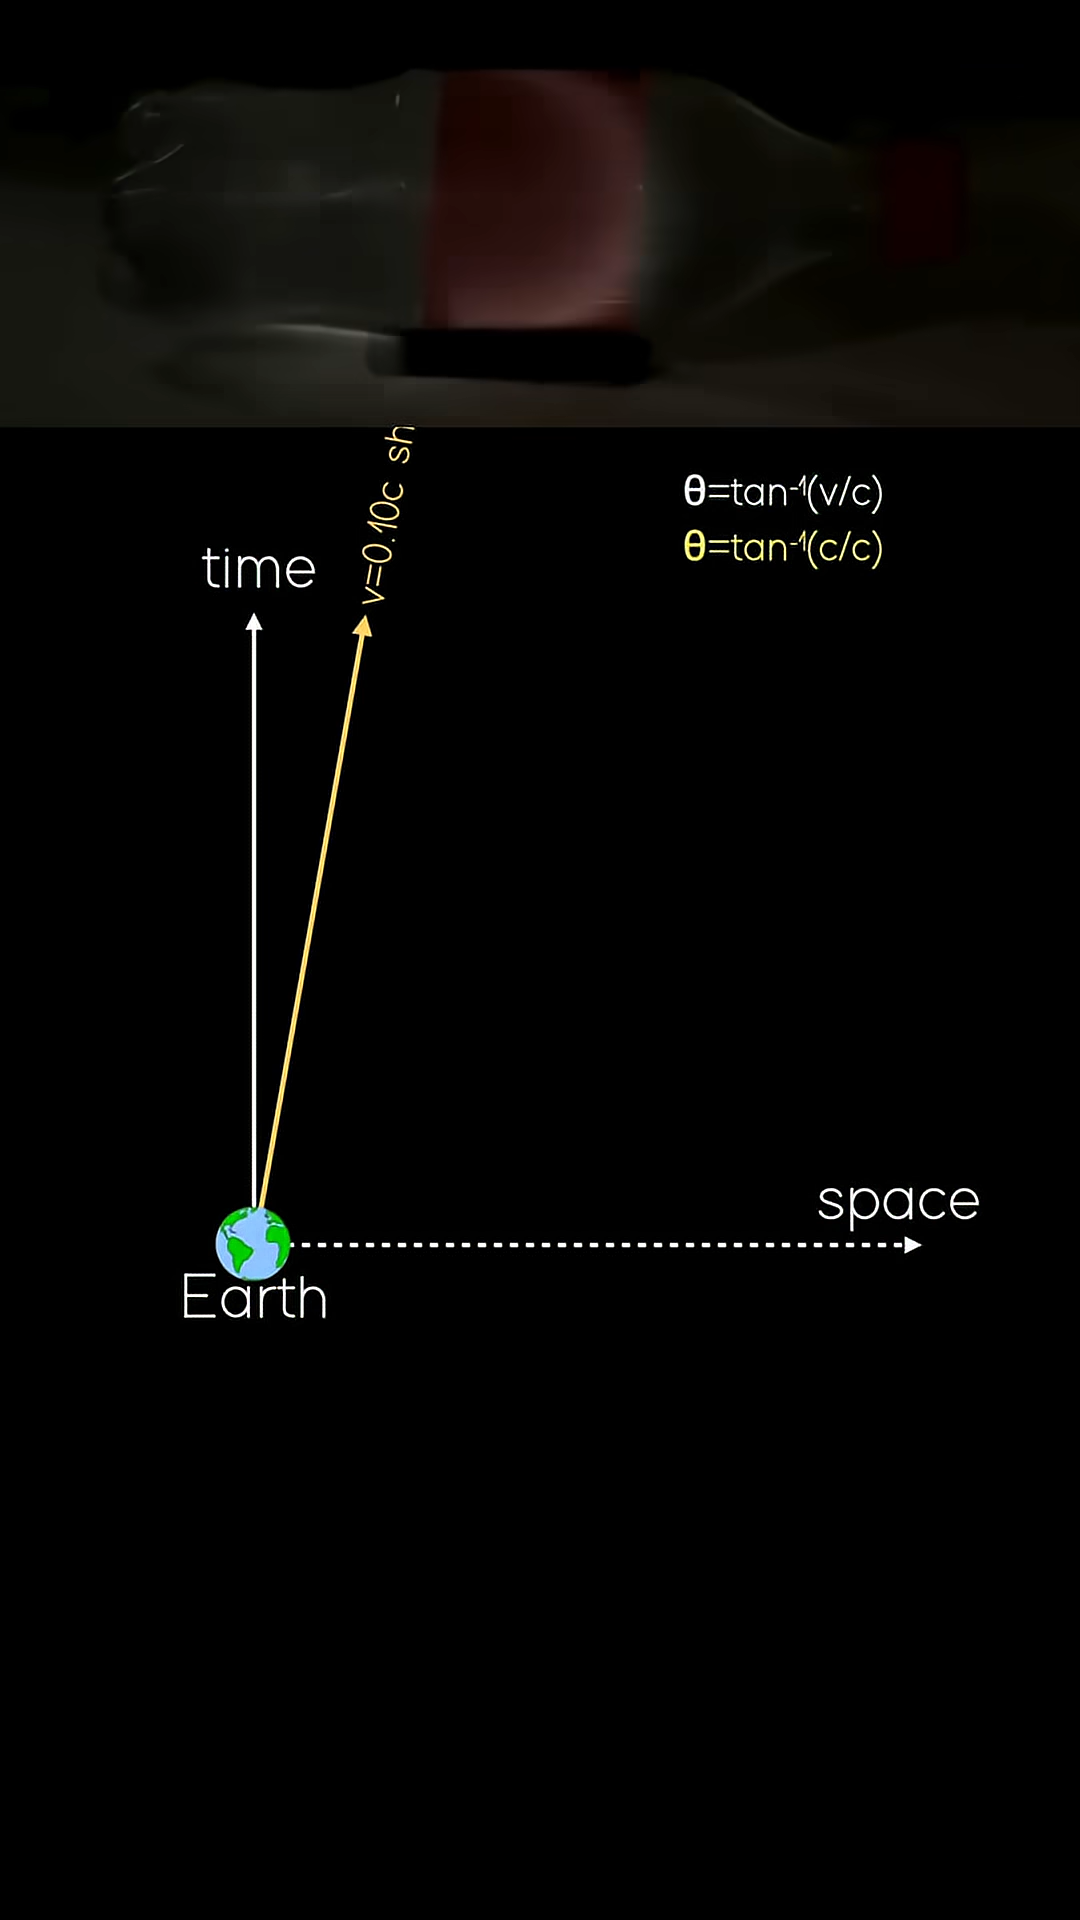 v=0.10c
θ=tan⁻¹(v/c)
θ=tan⁻¹(c/c)
time
space
Earth